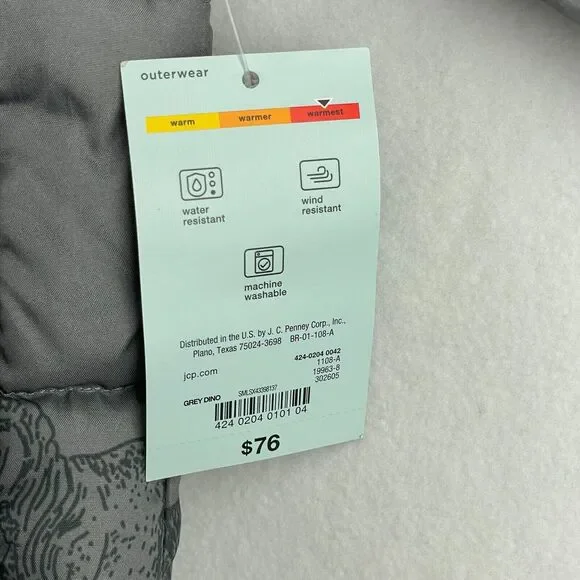 outerwear
warm warmer warmest
water
resistant
wind
resistant
machine
washable
Distributed in the U.S. by J. C. Penney Corp., Inc.,
Plano, Texas 75024-3698 BR-01-108-A
jcp.com
424-0204 0042
1108-A
19963-8
302605
GREY DINO SMLSX43398137
424 0204 0101 04
$76